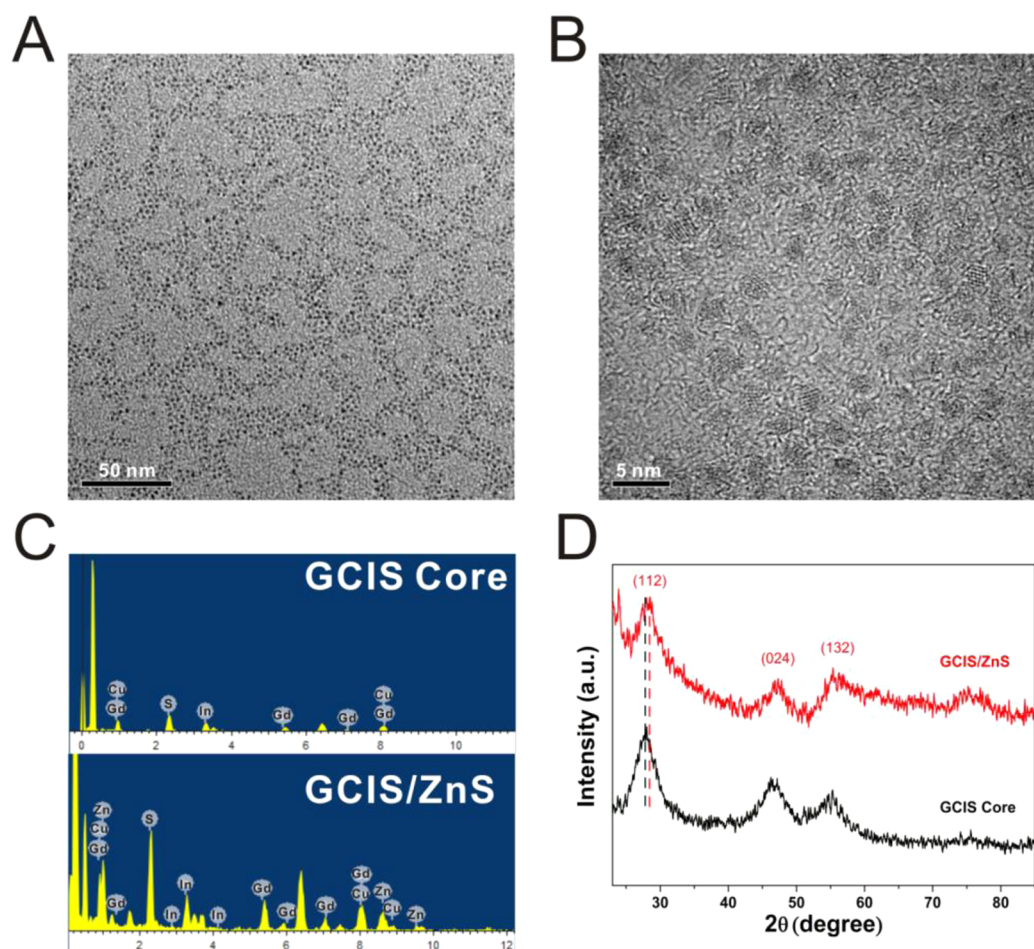 A
B
50 nm
5 nm
C
D
GCIS Core
Cu
Gd
S
In
Gd
Gd
Cu
Gd
0 2 4 6 8 10
GCIS/ZnS
Zn
Cu
Gd
Gd
S
In
In
In
Gd
Gd
Gd
Gd
Cu
Zn
Cu
Zn
0 2 4 6 8 10 12
(112)
(024)
(132)
GCIS/ZnS
GCIS Core
Intensity (a.u.)
30 40 50 60 70 80
2θ (degree)